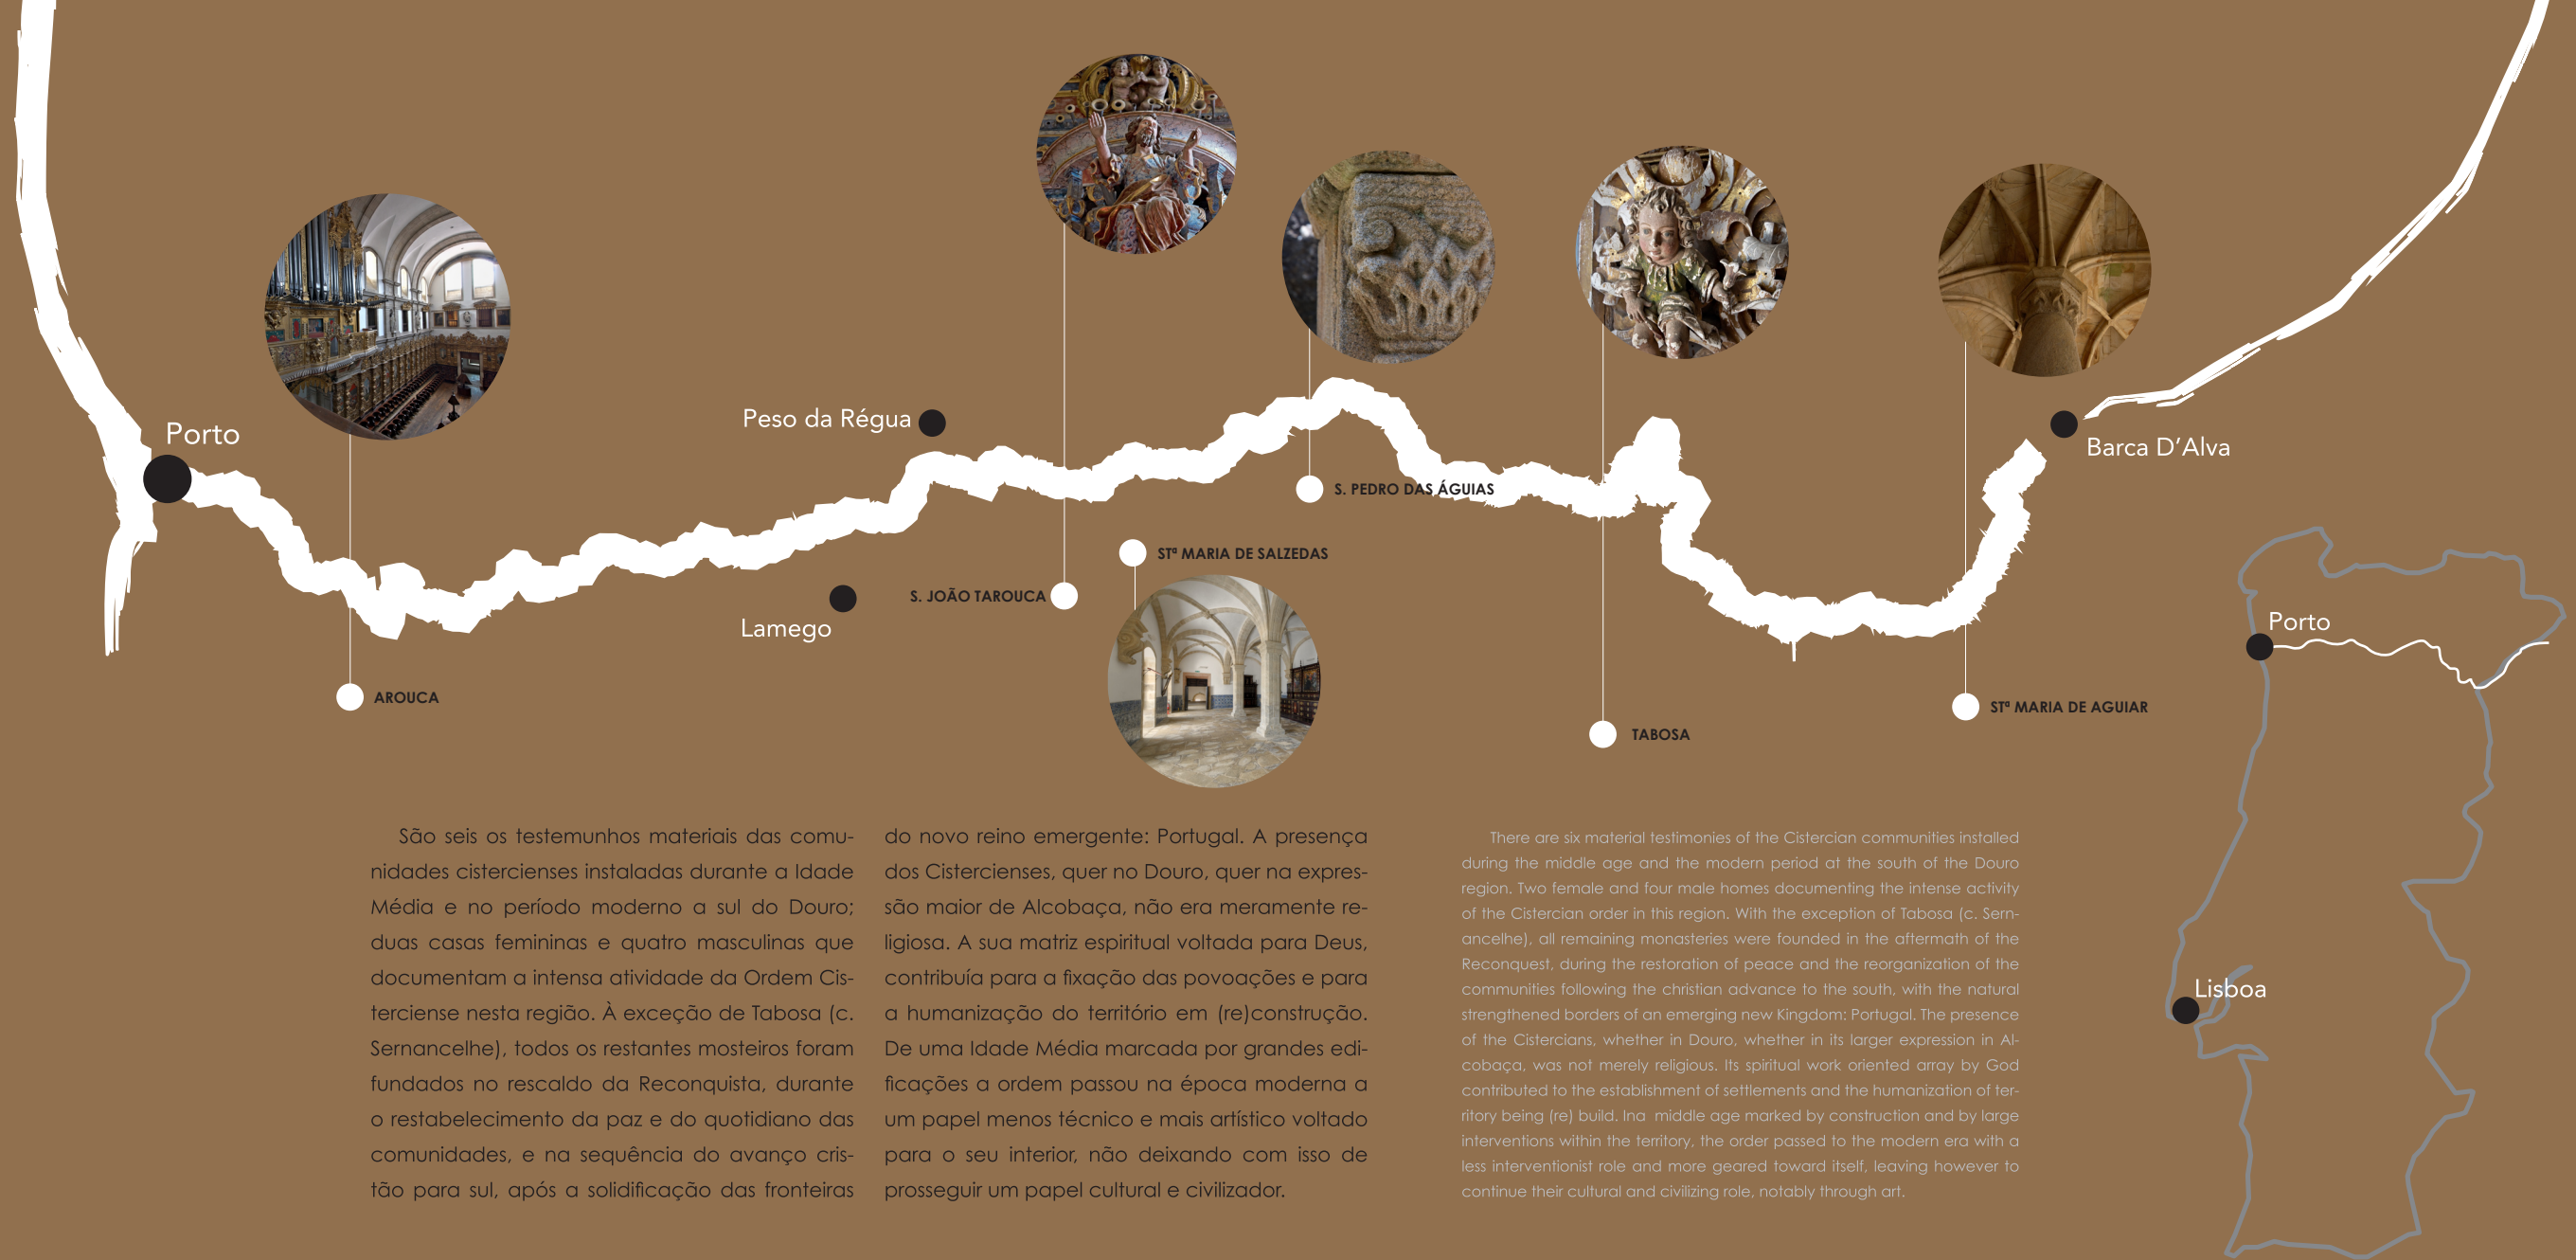 Porto
Peso da Régua
Barca D’Alva
S. PEDRO DAS ÁGUIAS
STª MARIA DE SALZEDAS
S. JOÃO TAROUCA
Lamego
AROUCA
STª MARIA DE AGUIAR
TABOSA
Porto
Lisboa
São seis os testemunhos materiais das comu-
nidades cistercienses instaladas durante a Idade
Média e no período moderno a sul do Douro;
duas casas femininas e quatro masculinas que
documentam a intensa atividade da Ordem Cis-
terciense nesta região. À exceção de Tabosa (c.
Sernancelhe), todos os restantes mosteiros foram
fundados no rescaldo da Reconquista, durante
o restabelecimento da paz e do quotidiano das
comunidades, e na sequência do avanço cris-
tão para sul, após a solidificação das fronteiras
do novo reino emergente: Portugal. A presença
dos Cistercienses, quer no Douro, quer na expres-
são maior de Alcobaça, não era meramente re-
ligiosa. A sua matriz espiritual voltada para Deus,
contribuía para a fixação das povoações e para
a humanização do território em (re)construção.
De uma Idade Média marcada por grandes edi-
ficações a ordem passou na época moderna a
um papel menos técnico e mais artístico voltado
para o seu interior, não deixando com isso de
prosseguir um papel cultural e civilizador.
There are six material testimonies of the Cistercian communities installed
during the middle age and the modern period at the south of the Douro
region. Two female and four male homes documenting the intense activity
of the Cistercian order in this region. With the exception of Tabosa (c. Sern-
ancelhe), all remaining monasteries were founded in the aftermath of the
Reconquest, during the restoration of peace and the reorganization of the
communities following the christian advance to the south, with the natural
strengthened borders of an emerging new Kingdom: Portugal. The presence
of the Cistercians, whether in Douro, whether in its larger expression in Al-
cobaça, was not merely religious. Its spiritual work oriented array by God
contributed to the establishment of settlements and the humanization of ter-
ritory being (re) build. Ina  middle age marked by construction and by large
interventions within the territory, the order passed to the modern era with a
less interventionist role and more geared toward itself, leaving however to
continue their cultural and civilizing role, notably through art.